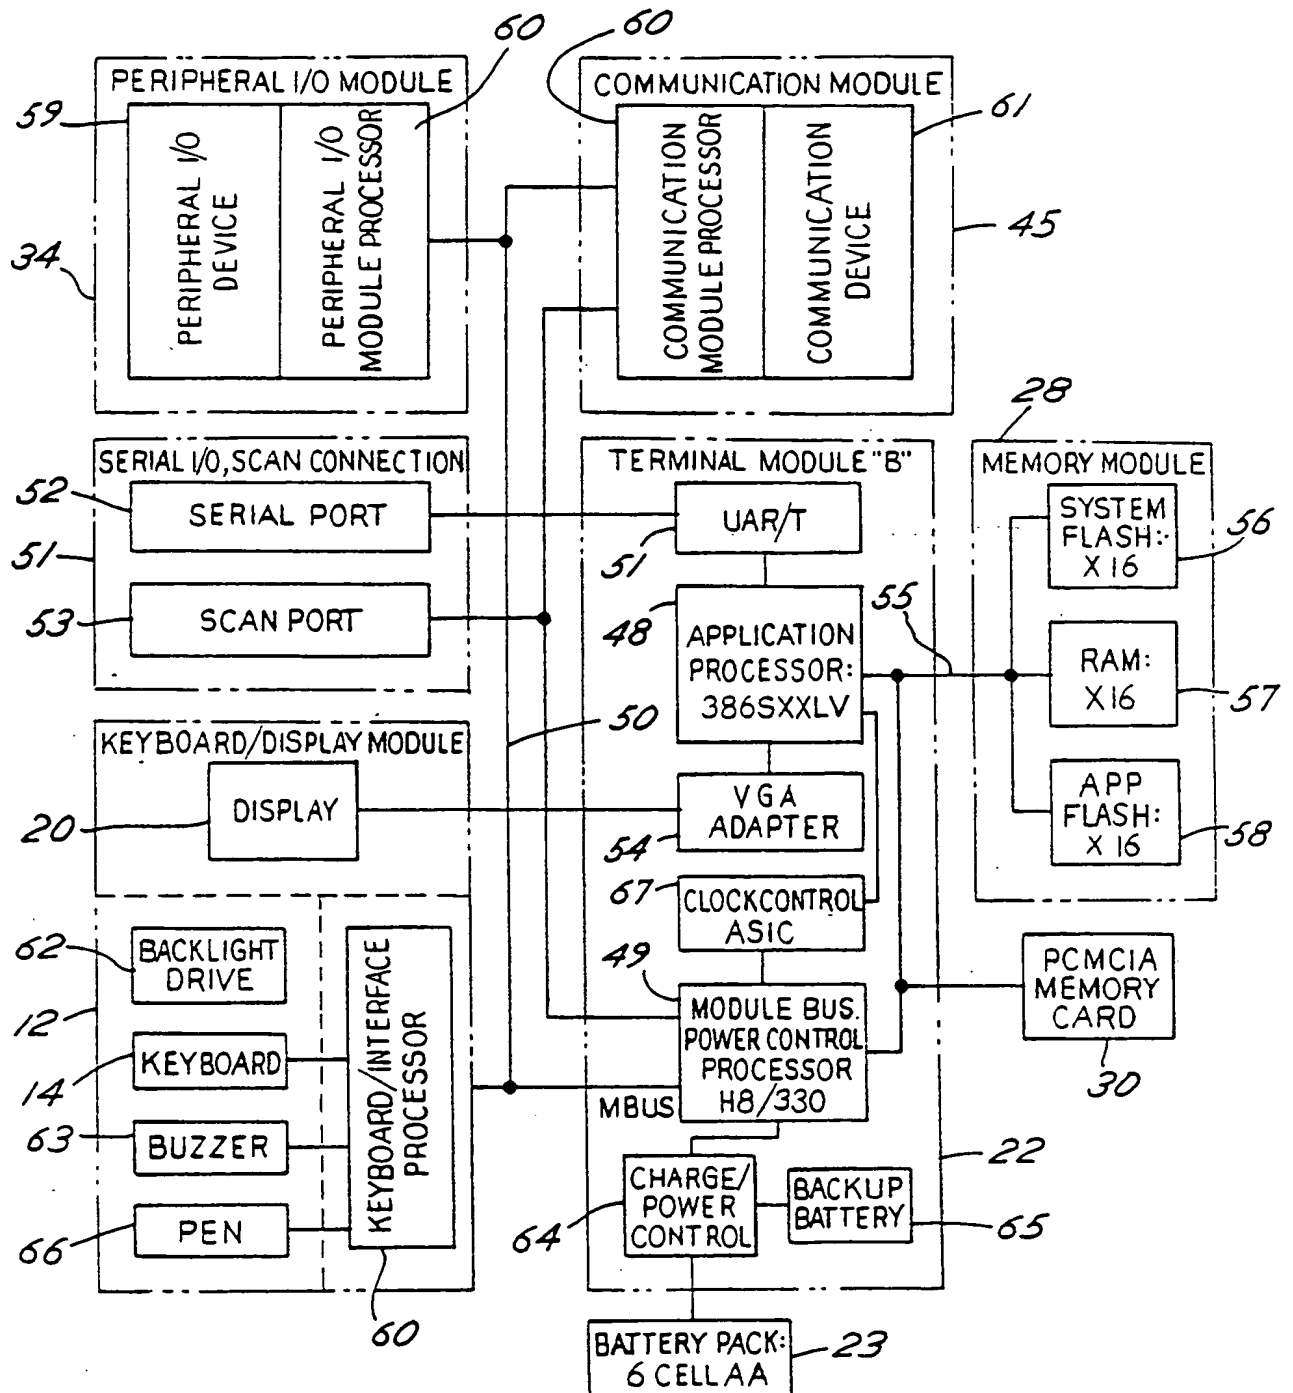 60
60
PERIPHERAL I/O MODULE
COMMUNICATION MODULE
59
61
PERIPHERAL I/O
DEVICE
PERIPHERAL I/O
MODULE PROCESSOR
COMMUNICATION
MODULE PROCESSOR
COMMUNICATION
DEVICE
34
45
28
SERIAL I/O, SCAN CONNECTION
TERMINAL MODULE "B"
MEMORY MODULE
52
SERIAL PORT
UAR/T
SYSTEM
FLASH:
X 16
56
51
51
53
SCAN PORT
48
APPLICATION
PROCESSOR:
386SXXLV
55
RAM:
X16
57
50
KEYBOARD/DISPLAY MODULE
DISPLAY
20
VGA
ADAPTER
54
APP
FLASH:
X 16
58
67
CLOCKCONTROL
ASIC
62
BACKLIGHT
DRIVE
KEYBOARD/INTERFACE
PROCESSOR
49
MODULE BUS.
POWER CONTROL
PROCESSOR
H8/330
PCMCIA
MEMORY
CARD
30
12
KEYBOARD
14
MBUS
63
BUZZER
22
CHARGE/
POWER
CONTROL
64
BACKUP
BATTERY
65
66
PEN
60
BATTERY PACK:
6 CELL AA
23